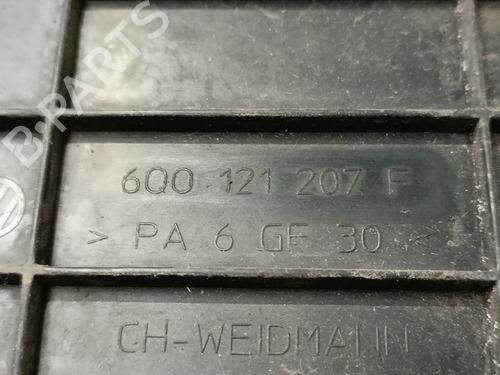 B-PARTS
6Q0 121 207 F
> PA 6 GF 30 <
CH-WEIDMANN